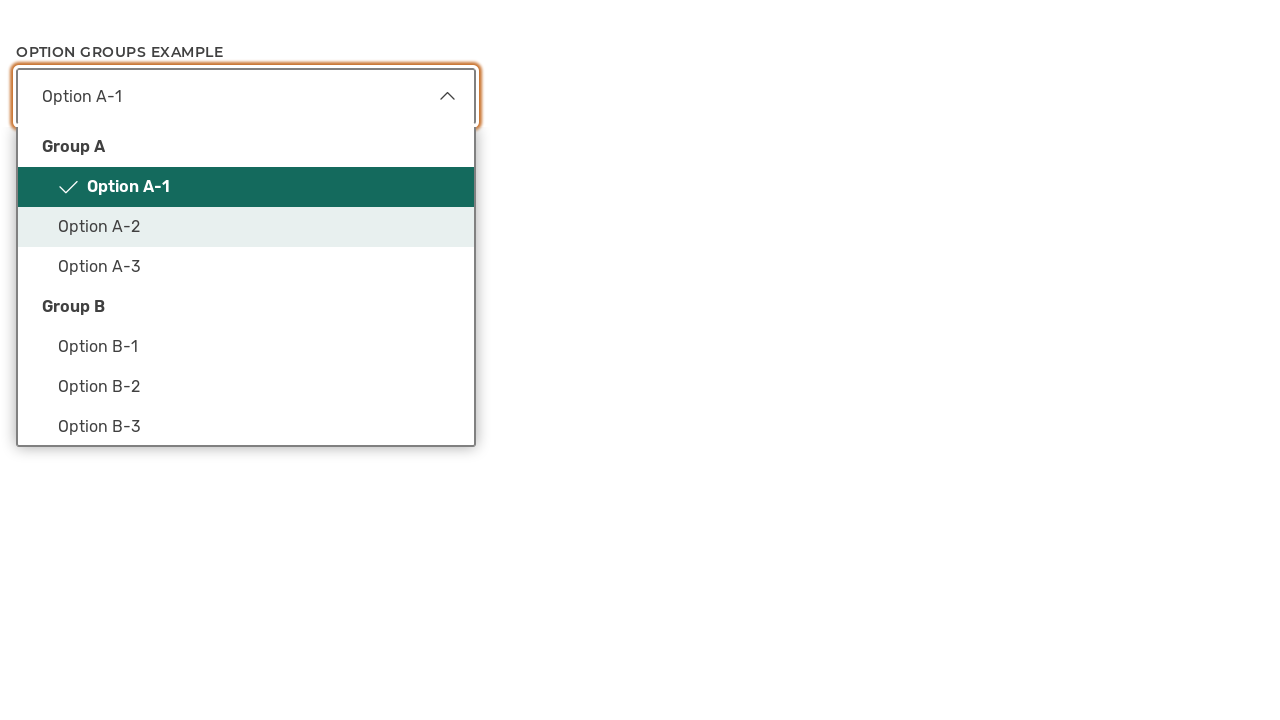 OPTION GROUPS EXAMPLE
Option A-1
Group A
Option A-1
Option A-2
Option A-3
Group B
Option B-1
Option B-2
Option B-3